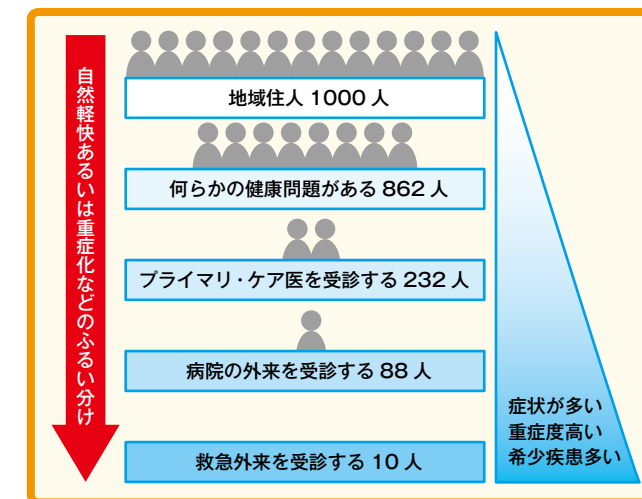 自然軽快あるいは重症化などのふるい分け
地域住人 1000 人
何らかの健康問題がある 862 人
プライマリ・ケア医を受診する 232 人
病院の外来を受診する 88 人
救急外来を受診する 10 人
症状が多い
重症度高い
希少疾患多い